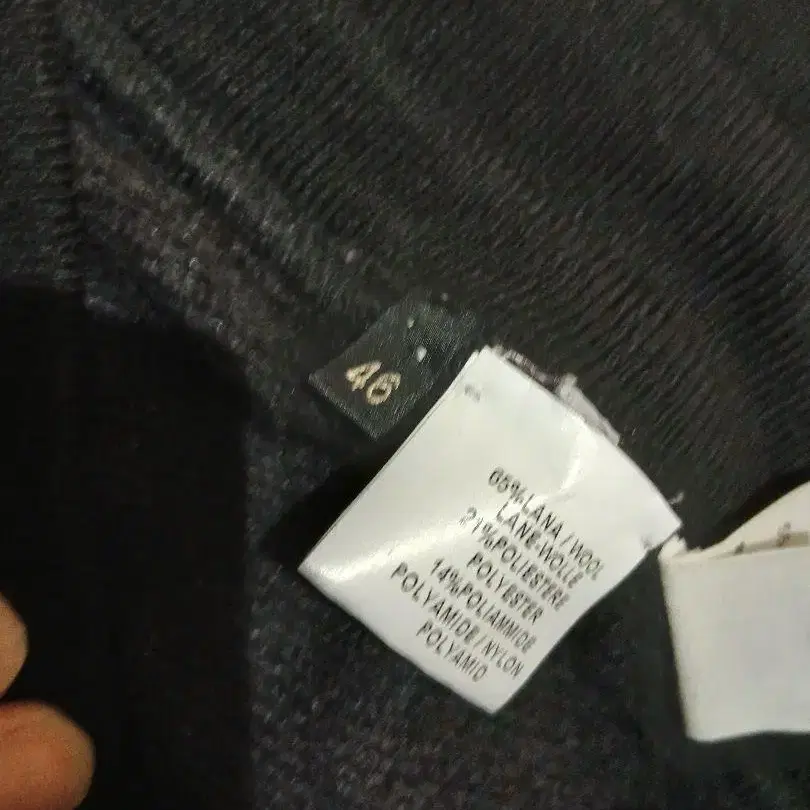 46
65%LANA / WOOL
LANE-WOLLE
21%POLIESTERE
POLYESTER
14%POLIAMMIDE
POLYAMIDE / NYLON
POLYAMID